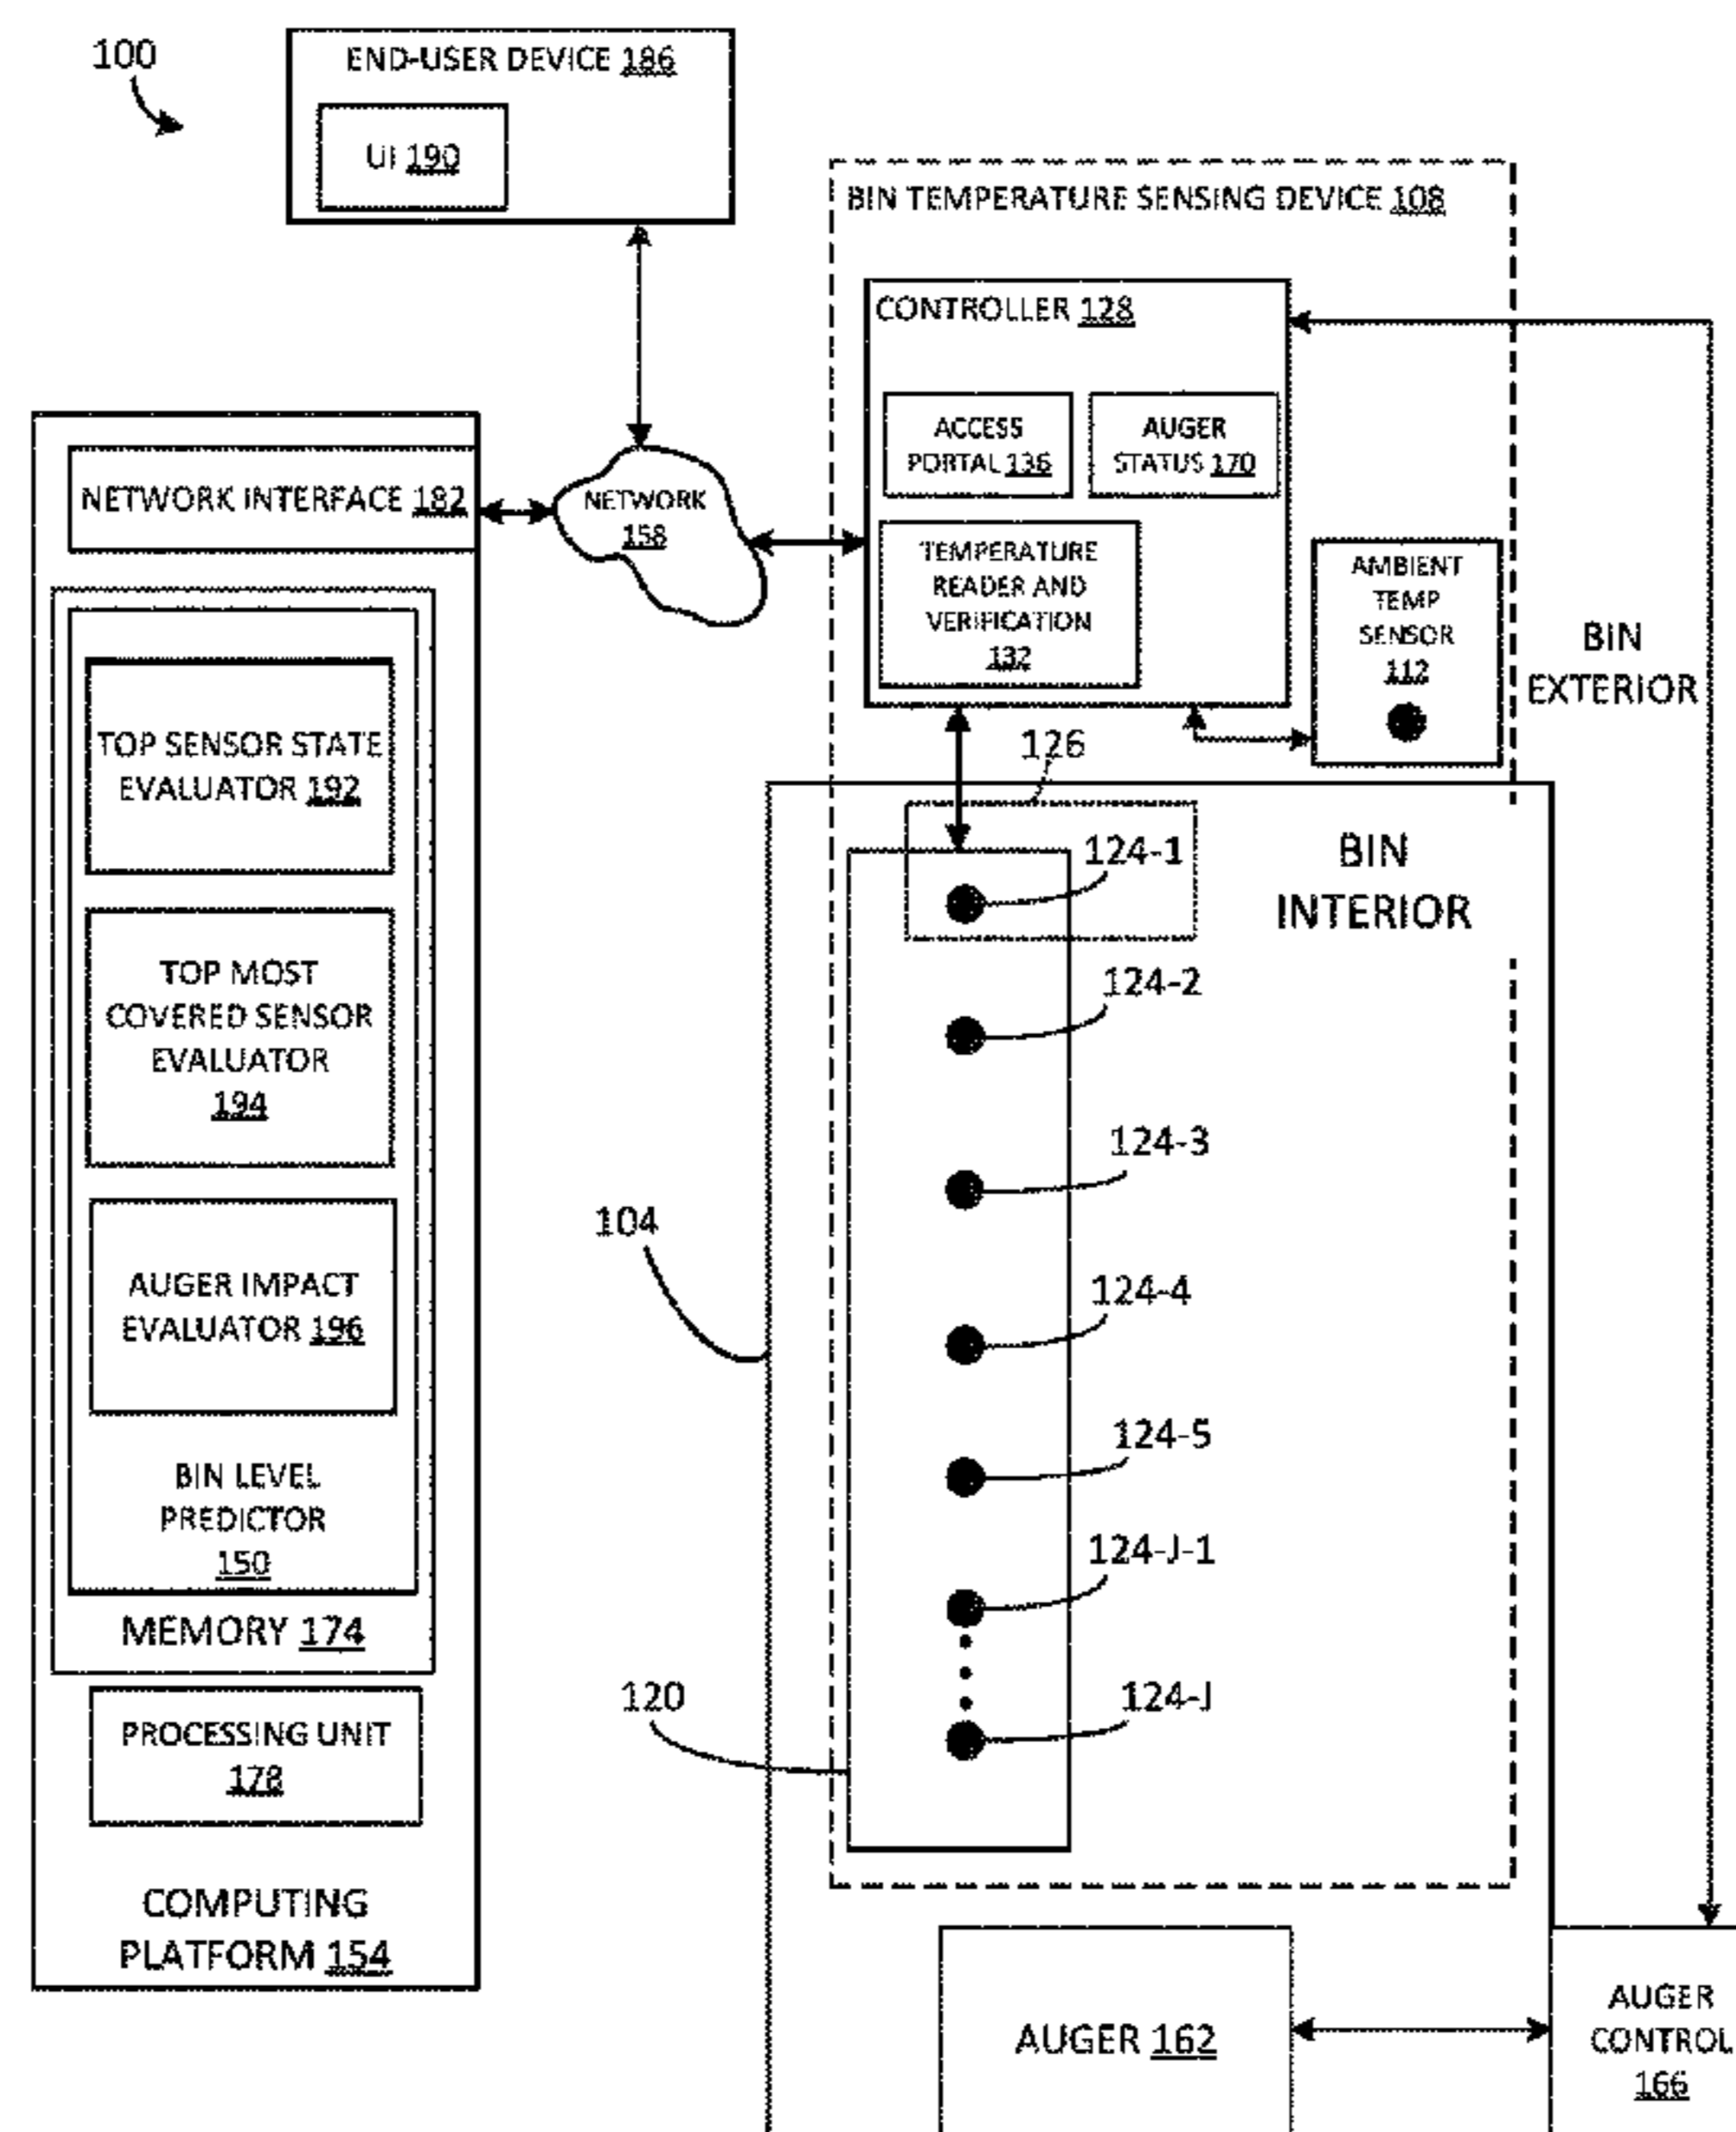 100
END-USER DEVICE 186
UI 190
BIN TEMPERATURE SENSING DEVICE 108
CONTROLLER 128
ACCESS
PORTAL 136
AUGER
STATUS 170
TEMPERATURE
READER AND
VERIFICATION
132
AMBIENT
TEMP
SENSOR
112
BIN
EXTERIOR
NETWORK
158
NETWORK INTERFACE 182
TOP SENSOR STATE
EVALUATOR 192
TOP MOST
COVERED SENSOR
EVALUATOR
194
AUGER IMPACT
EVALUATOR 196
BIN LEVEL
PREDICTOR
150
MEMORY 174
PROCESSING UNIT
178
COMPUTING
PLATFORM 154
126
BIN
INTERIOR
124-1
124-2
124-3
124-4
124-5
124-J-1
124-J
104
120
AUGER 162
AUGER
CONTROL
166